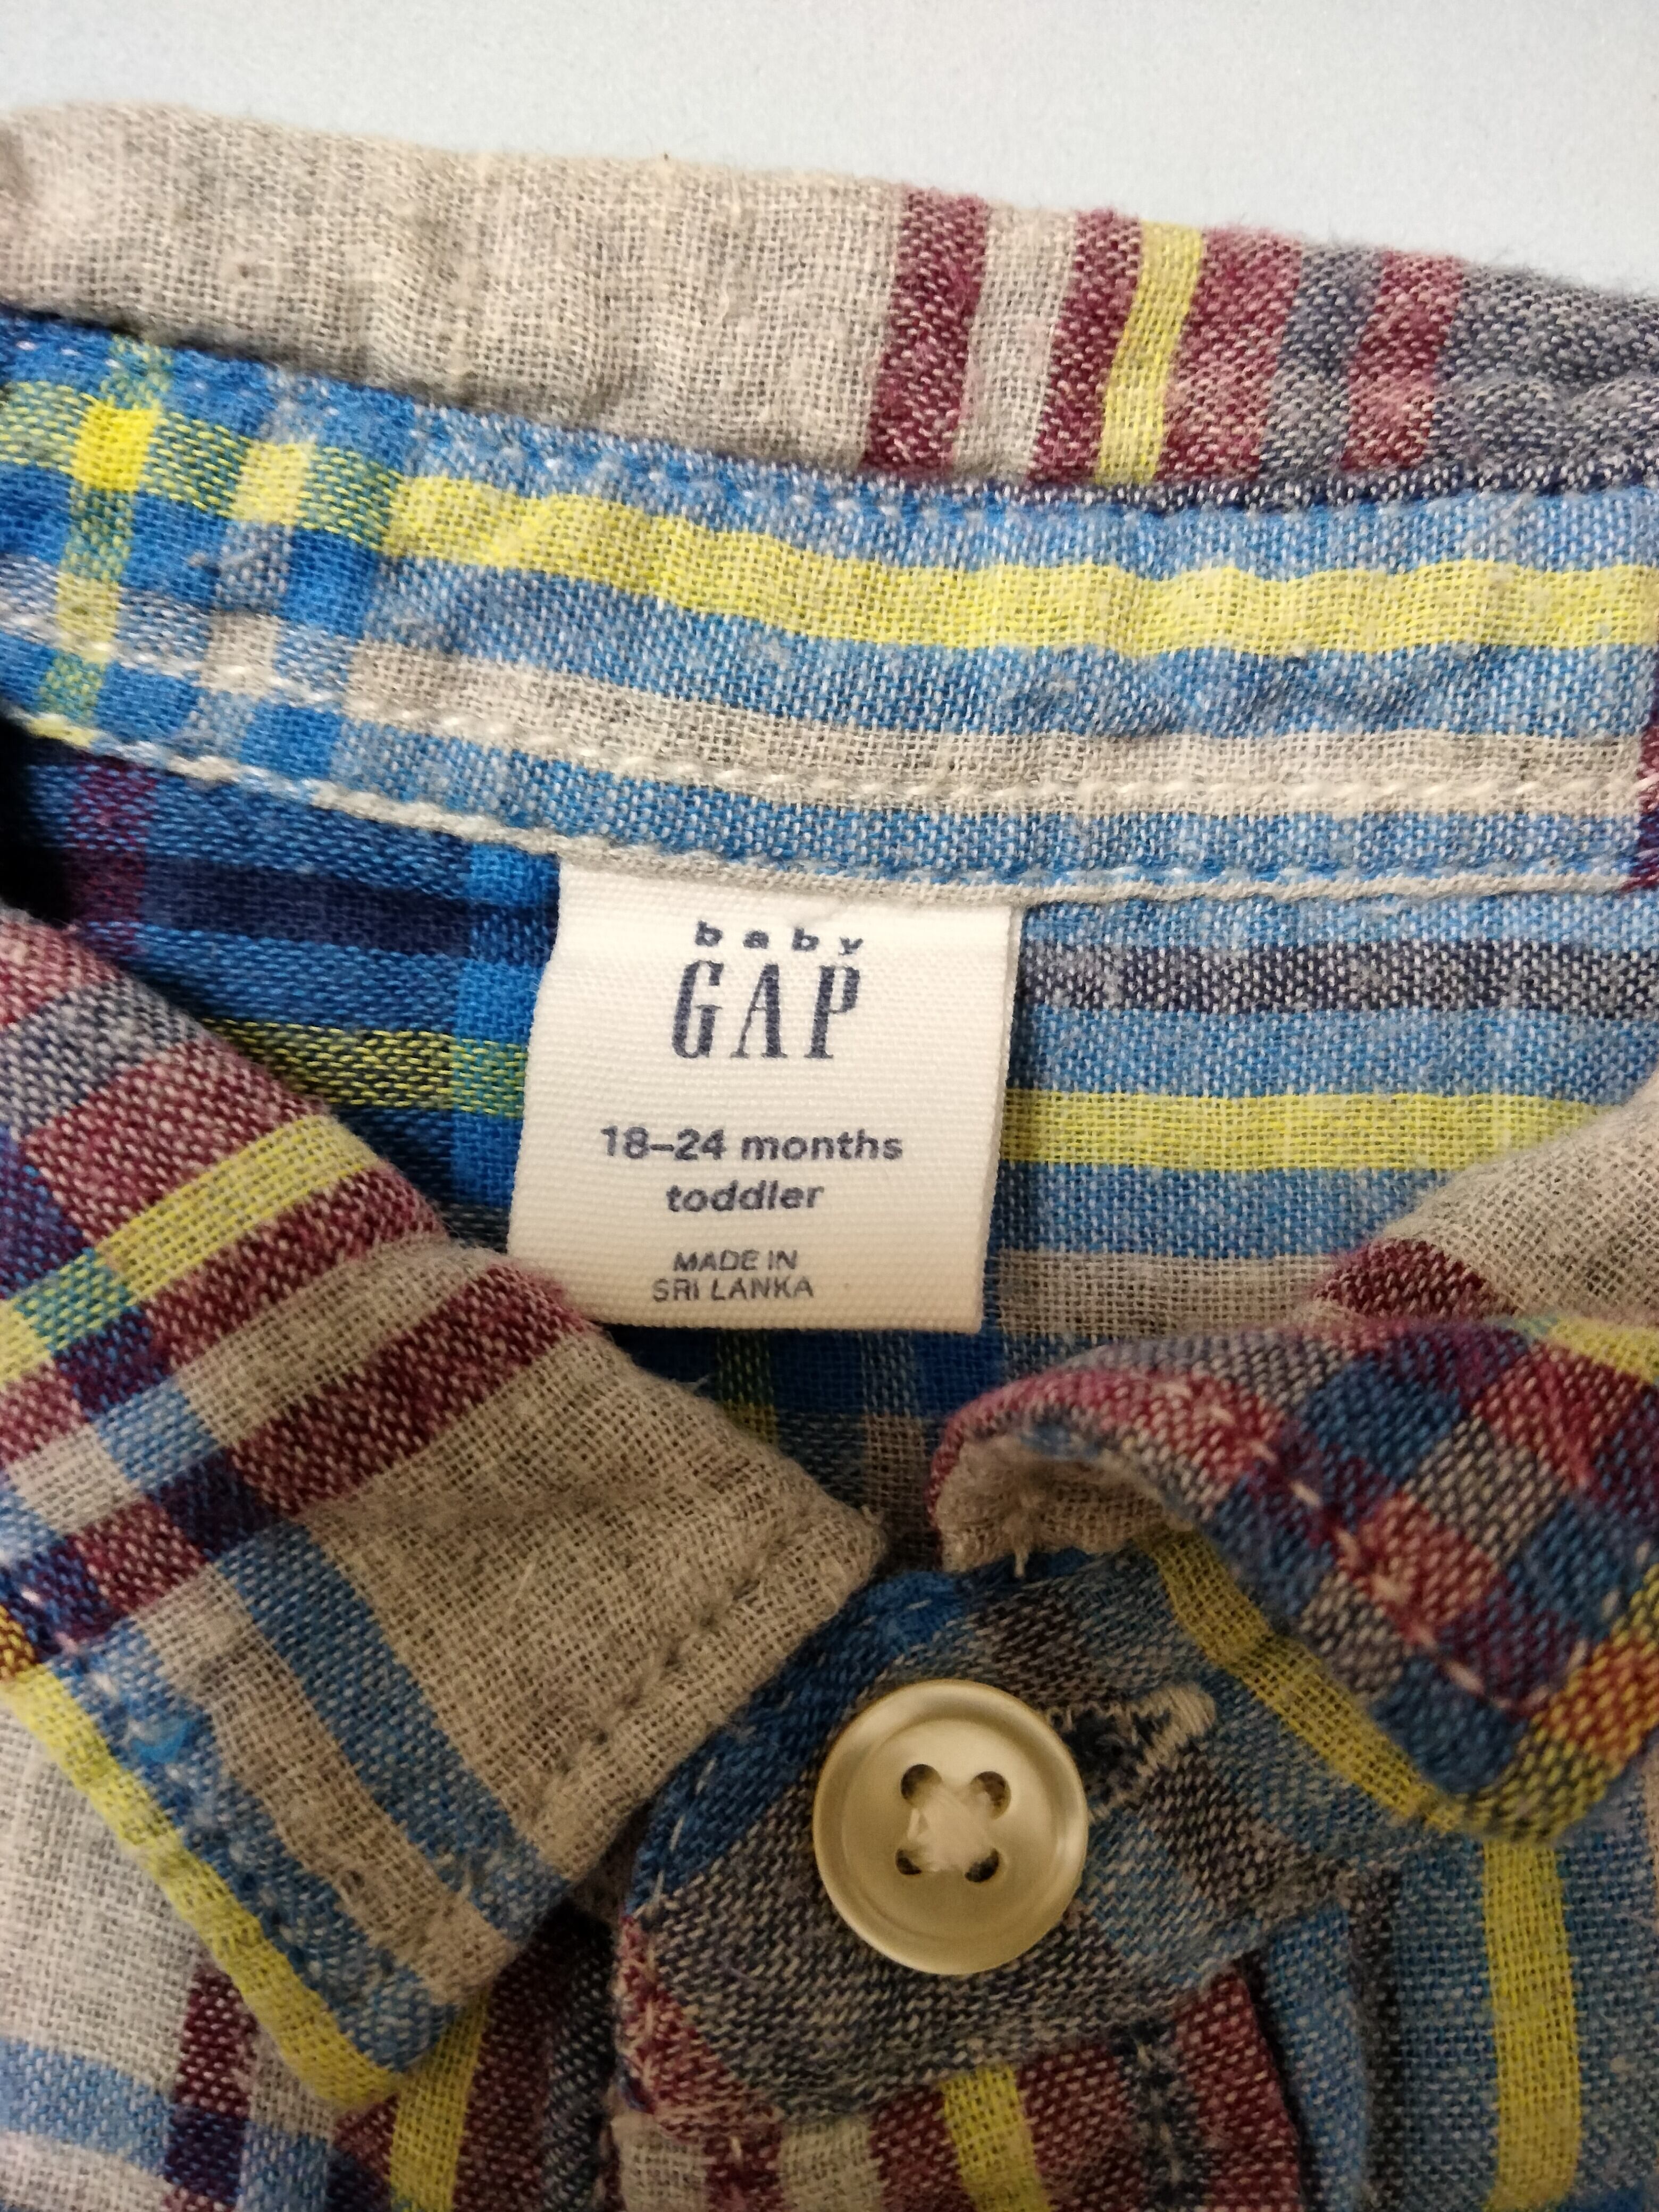 baby
GAP
18–24 months
toddler
MADE IN
SRI LANKA